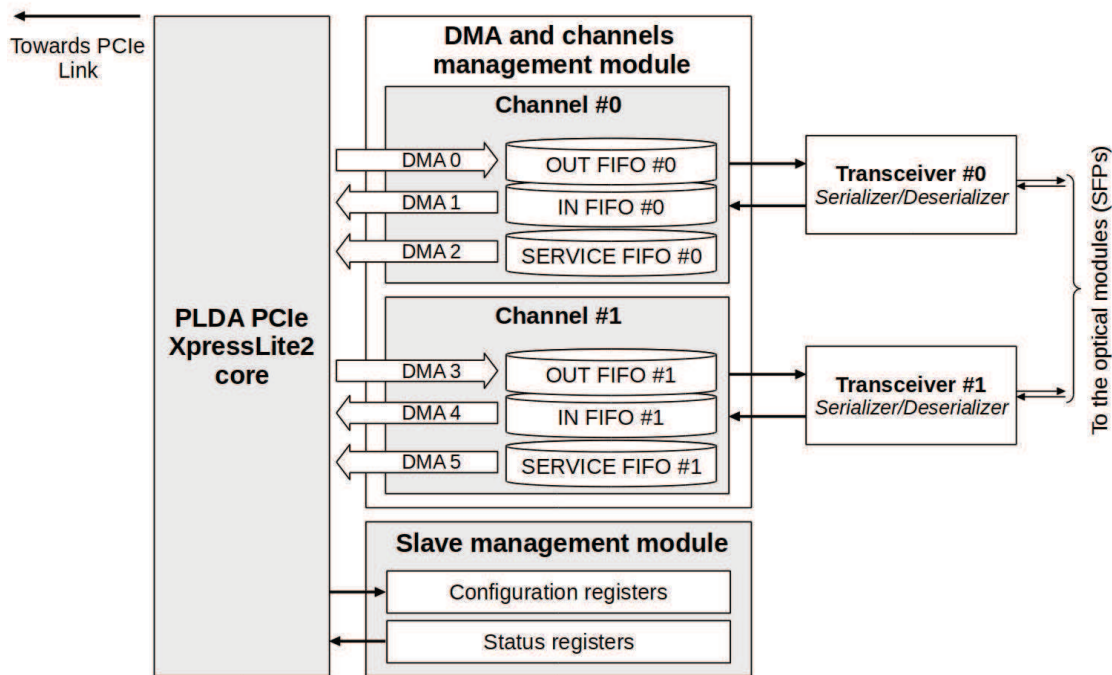 Towards PCIe
Link
PLDA PCIe
XpressLite2
core
DMA and channels
management module
Channel #0
DMA 0
OUT FIFO #0
DMA 1
IN FIFO #0
DMA 2
SERVICE FIFO #0
Channel #1
DMA 3
OUT FIFO #1
DMA 4
IN FIFO #1
DMA 5
SERVICE FIFO #1
Slave management module
Configuration registers
Status registers
Transceiver #0
Serializer/Deserializer
Transceiver #1
Serializer/Deserializer
To the optical modules (SFPs)